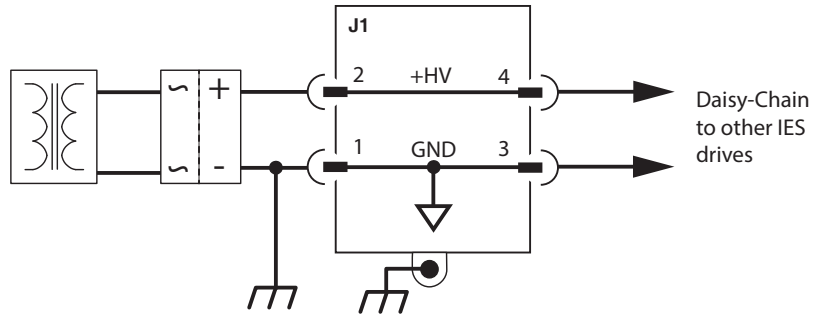 J1
2 +HV 4
~ +
1 GND 3
~ -
Daisy-Chain
to other IES
drives